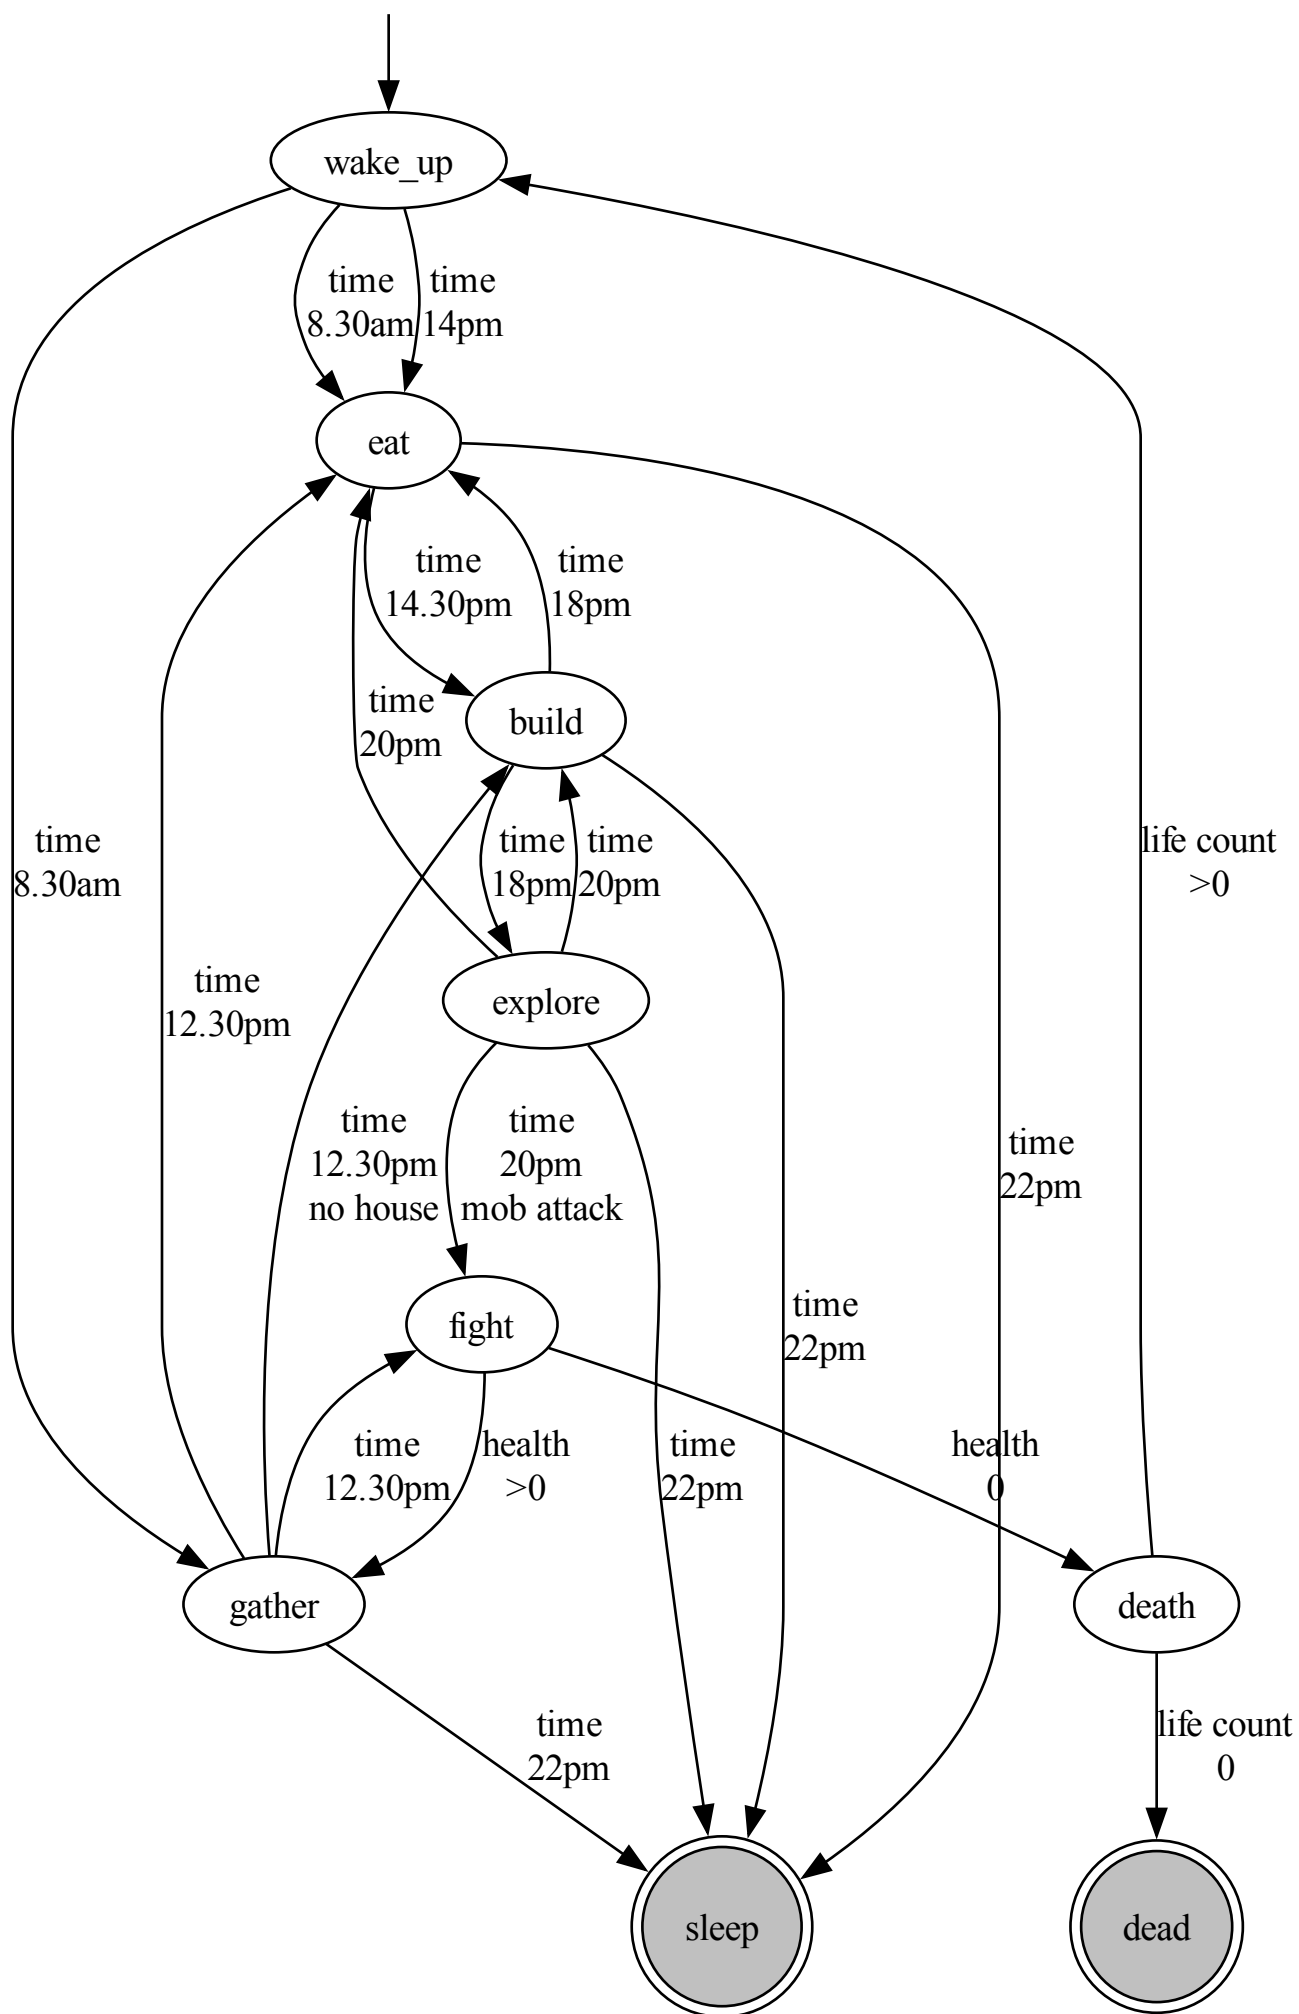 wake_up
time
8.30am
time
14pm
eat
time
14.30pm
time
18pm
time
20pm
build
time
8.30am
time
18pm
time
20pm
life count
>0
time
12.30pm
explore
time
12.30pm
no house
time
20pm
mob attack
time
22pm
fight
time
22pm
time
12.30pm
health
>0
time
22pm
health
0
gather
death
time
22pm
life count
0
sleep
dead